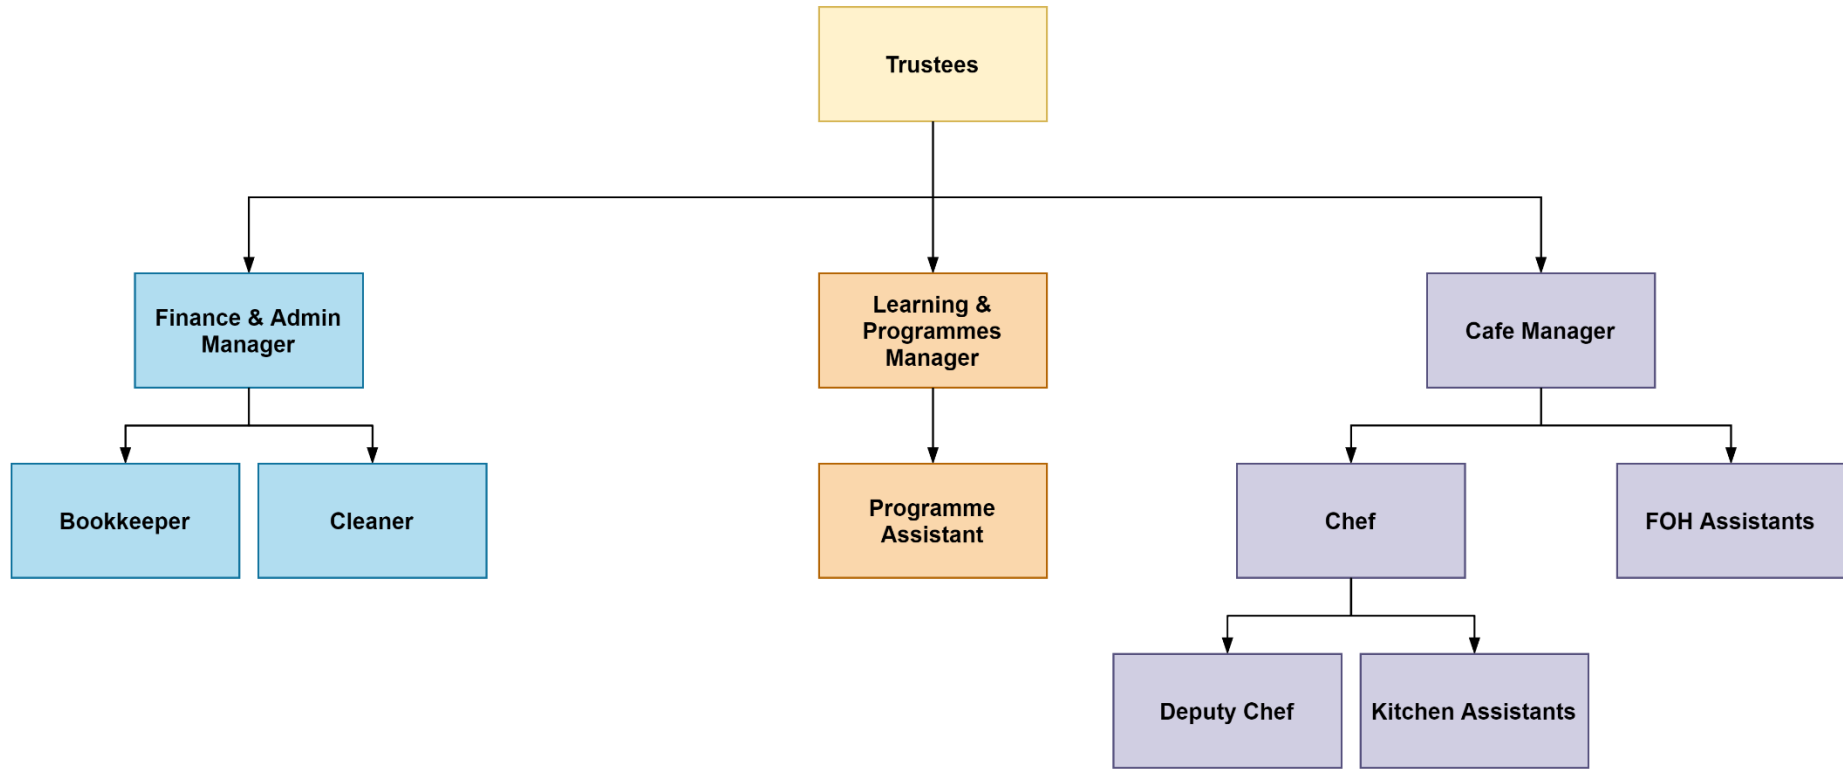 Trustees
Finance & Admin
Manager
Learning &
Programmes
Manager
Cafe Manager
Bookkeeper
Cleaner
Programme
Assistant
Chef
FOH Assistants
Deputy Chef
Kitchen Assistants